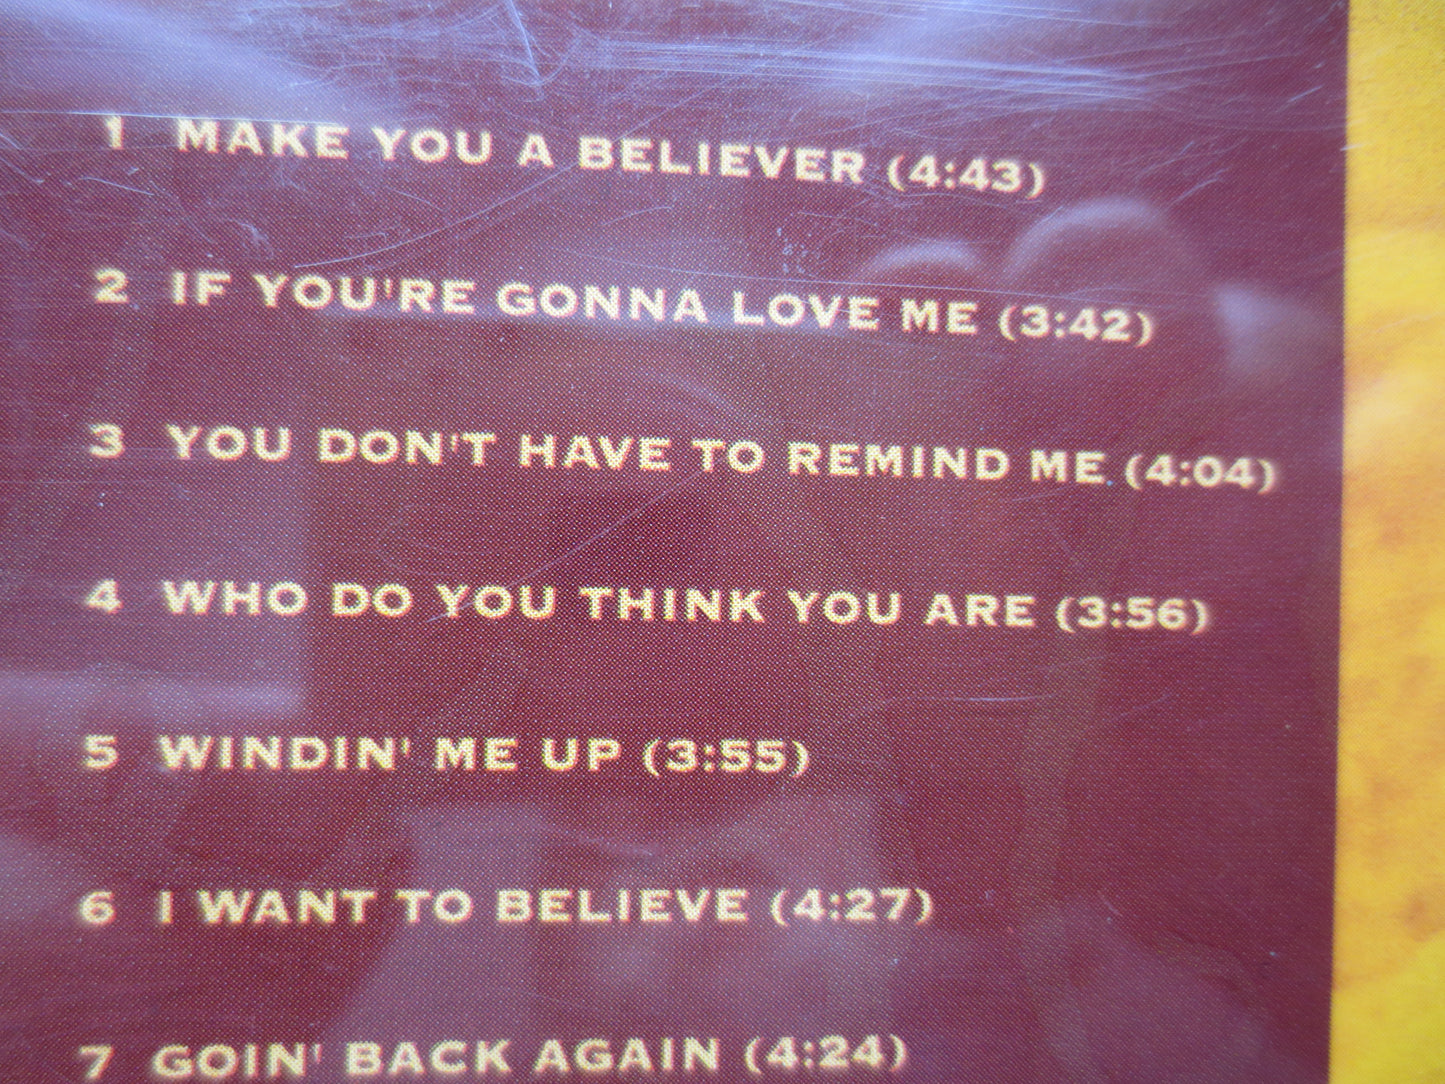 1 MAKE YOU A BELIEVER (4:43)
2 IF YOU'RE GONNA LOVE ME (3:42)
3 YOU DON'T HAVE TO REMIND ME (4:04)
4 WHO DO YOU THINK YOU ARE (3:56)
5 WINDIN' ME UP (3:55)
6 I WANT TO BELIEVE (4:27)
7 GOIN' BACK AGAIN (4:24)